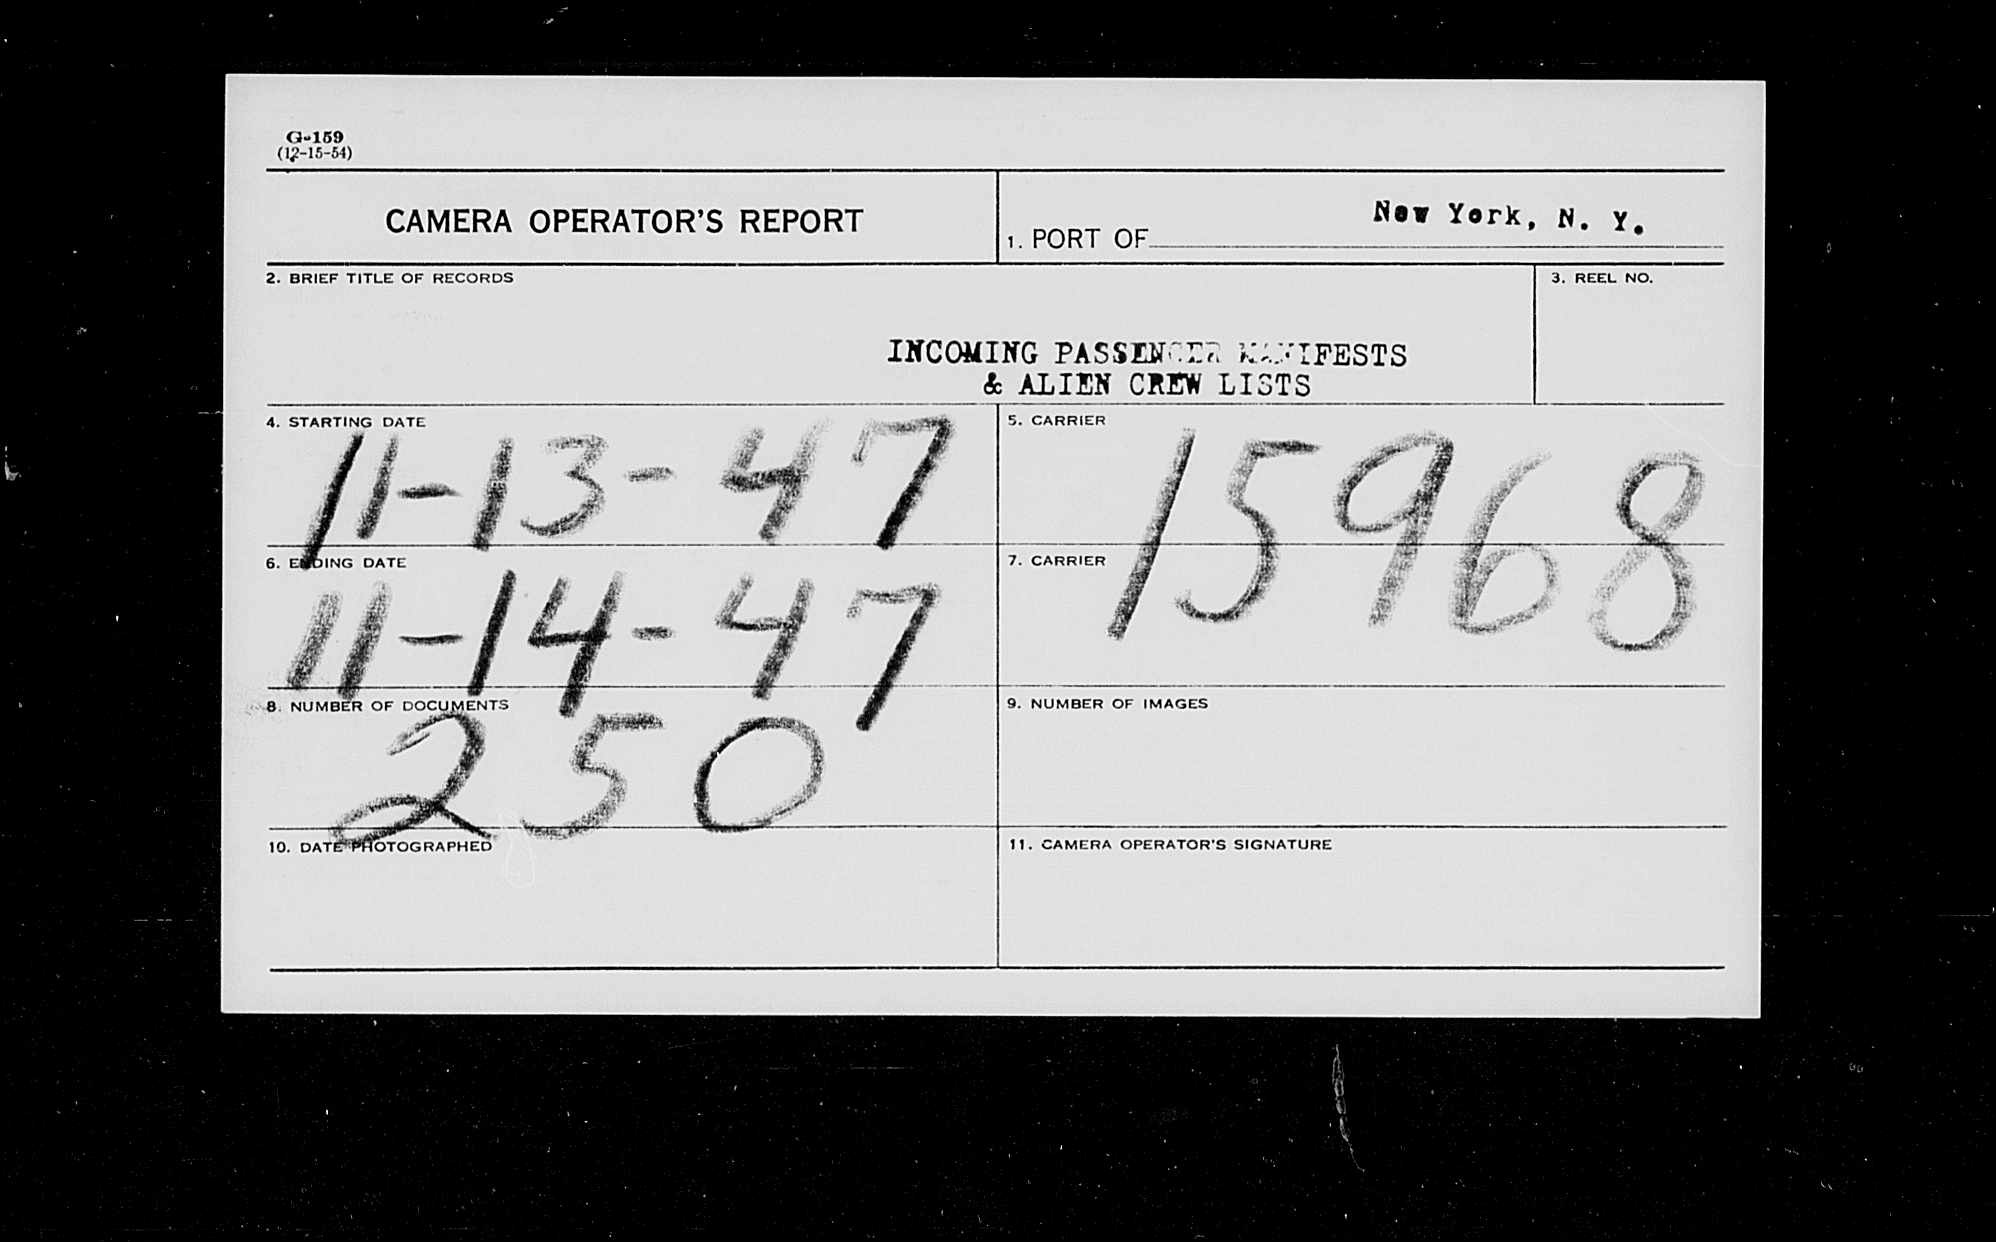 G-159
(12-15-54)
CAMERA OPERATOR'S REPORT
1. PORT OF New York, N. Y.
2. BRIEF TITLE OF RECORDS
3. REEL NO.
INCOMING PASSENGER MANIFESTS
& ALIEN CREW LISTS
4. STARTING DATE
11-13-47
5. CARRIER
15968
6. ENDING DATE
11-14-47
7. CARRIER
8. NUMBER OF DOCUMENTS
250
9. NUMBER OF IMAGES
10. DATE PHOTOGRAPHED
11. CAMERA OPERATOR'S SIGNATURE